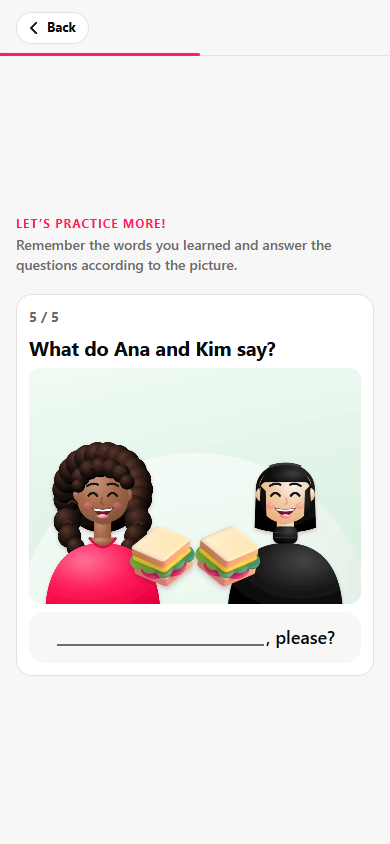 Back
LET'S PRACTICE MORE!
Remember the words you learned and answer the
questions according to the picture.
5 / 5
What do Ana and Kim say?
________________________, please?